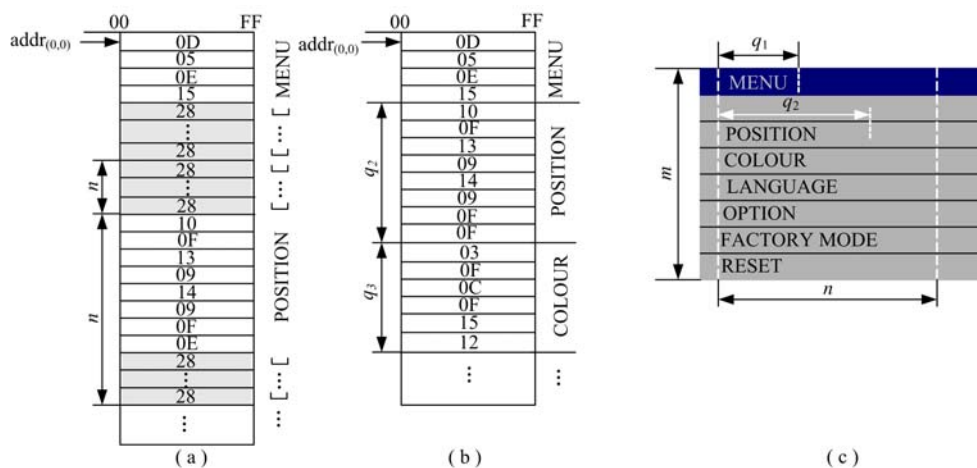 00 FF
addr(0,0)
0D
05
0E
15
MENU
28
⋮
28
28
⋮
28
[
[ ...
[
[
[ ...
[
n
10
0F
13
09
14
09
0F
0E
POSITION
n
28
⋮
28
[
[ ...
⋮
...
( a )
00 FF
addr(0,0)
0D
05
0E
15
MENU
10
0F
13
09
14
09
0F
0F
q2
POSITION
03
0F
0C
0F
15
12
q3
COLOUR
⋮
...
( b )
q1
MENU
q2
POSITION
COLOUR
LANGUAGE
OPTION
FACTORY MODE
RESET
m
n
( c )